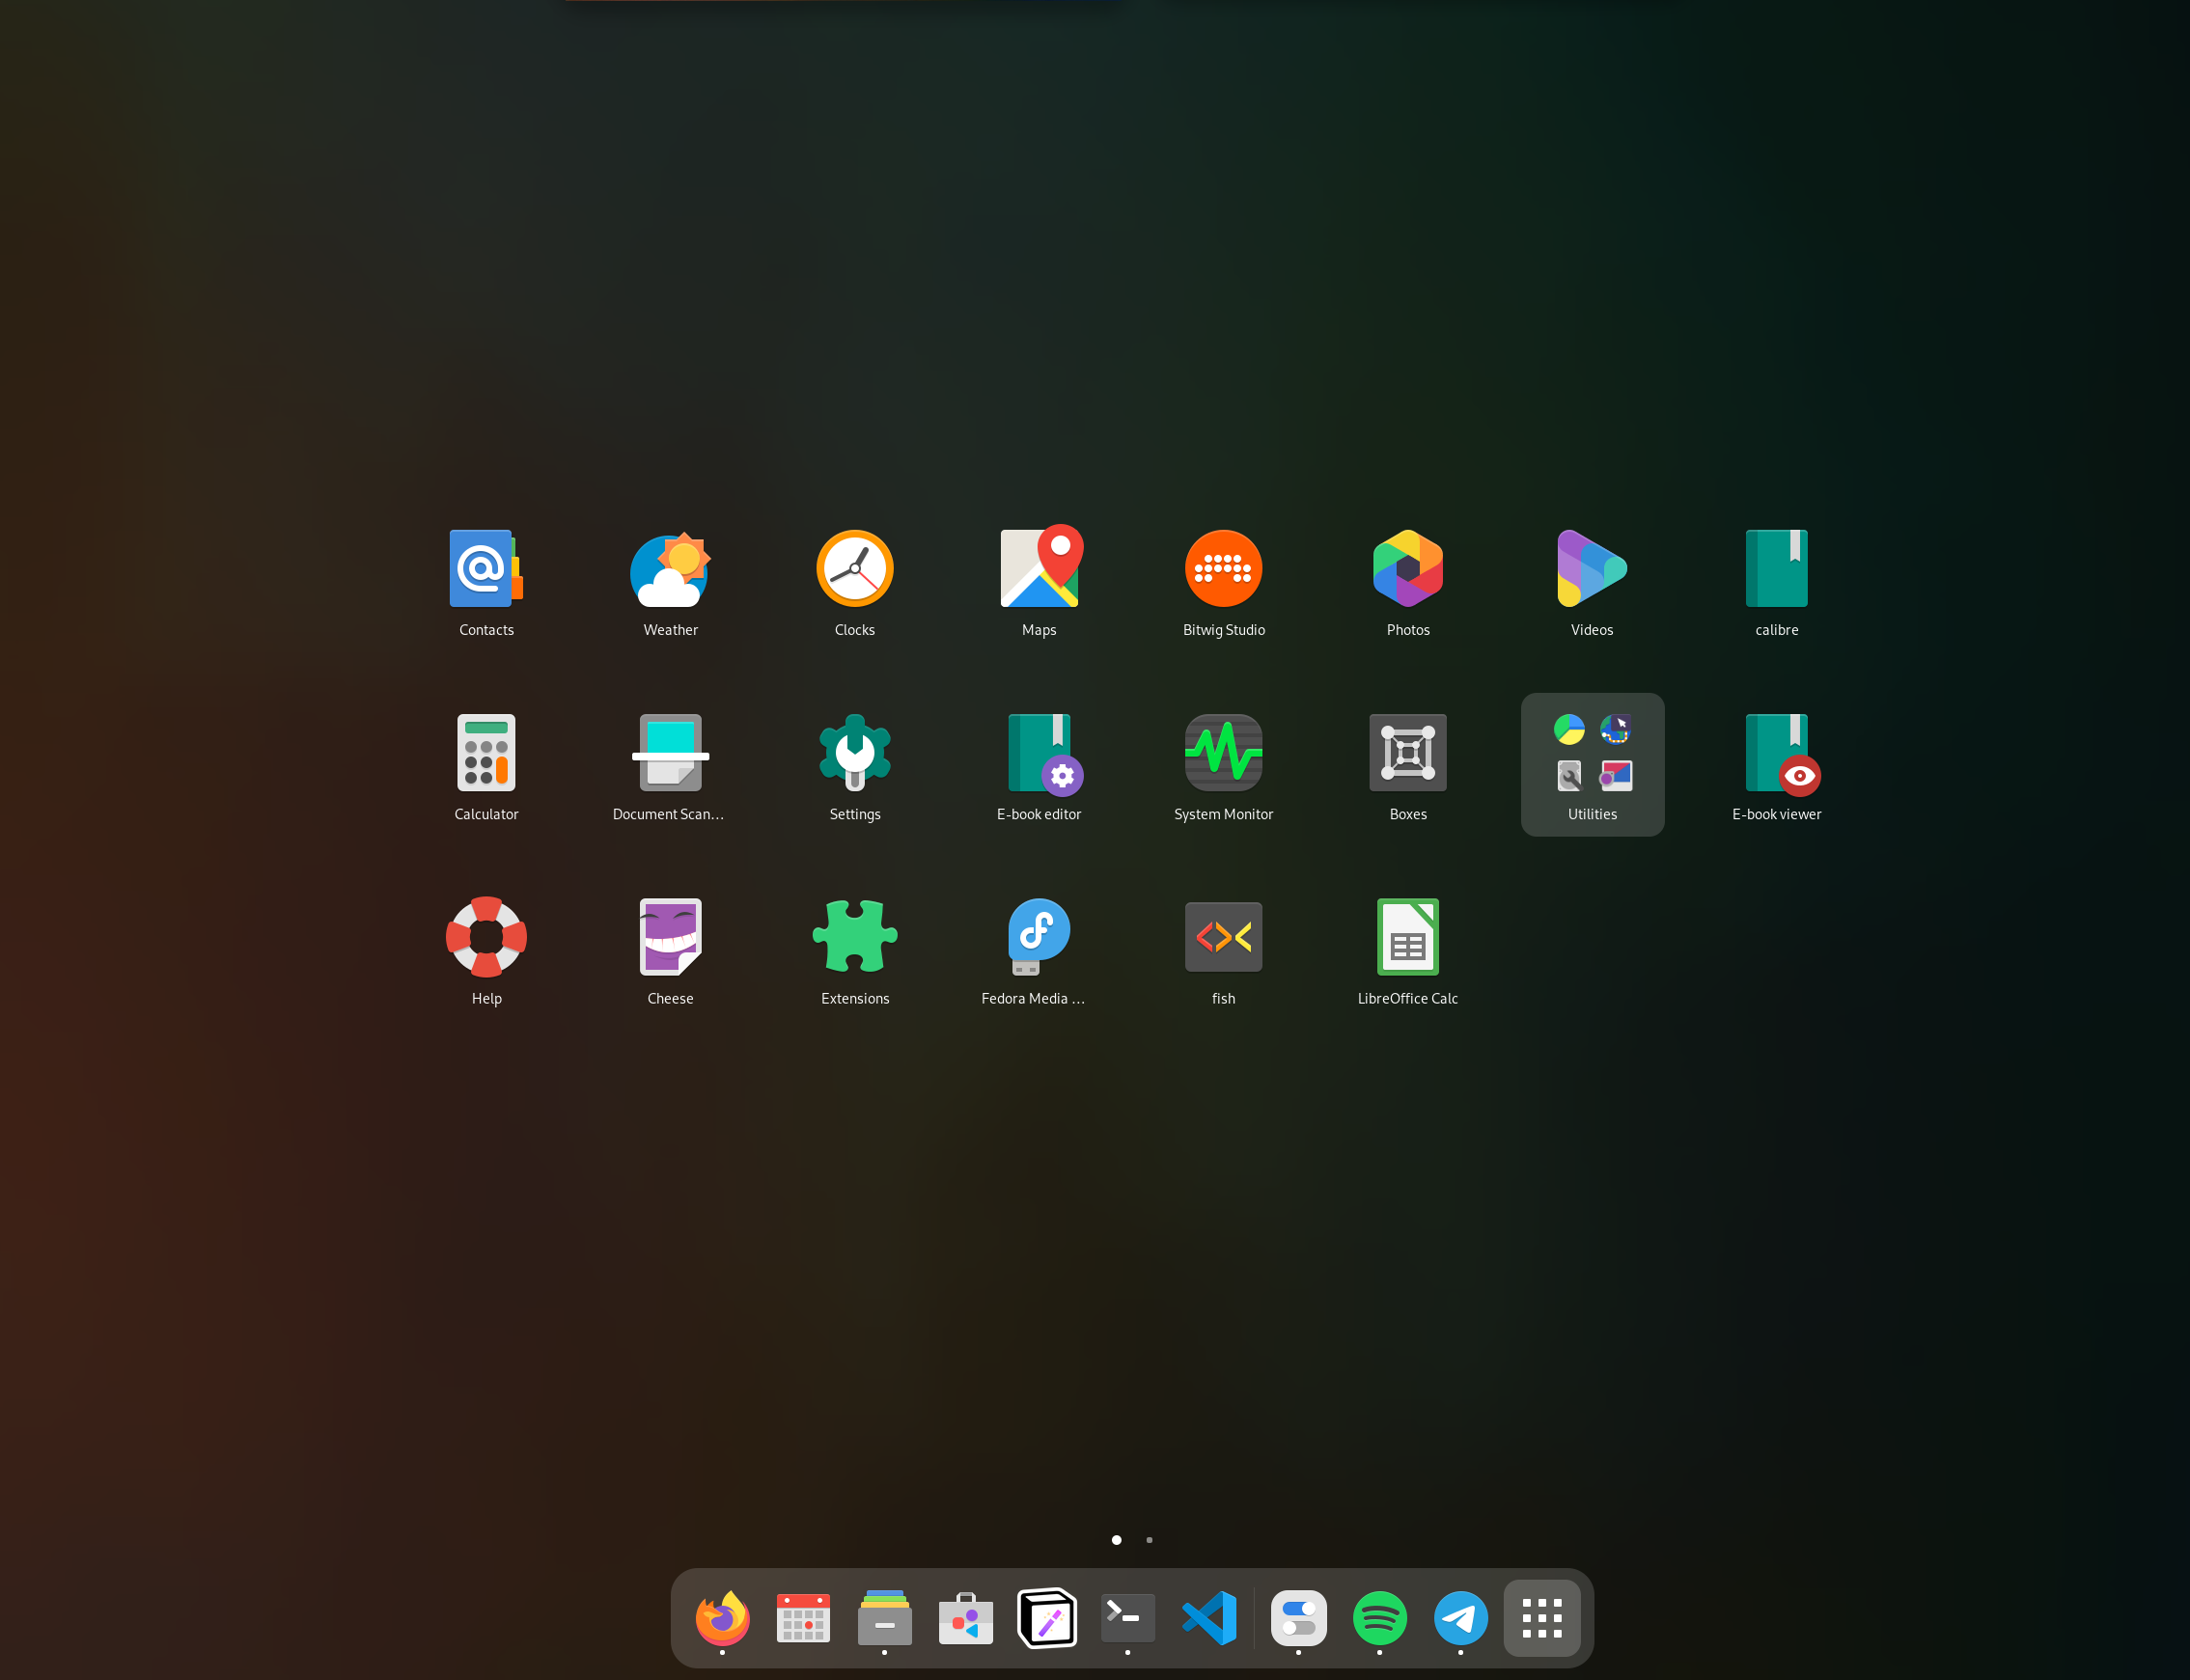 Contacts
Weather
Clocks
Maps
Bitwig Studio
Photos
Videos
calibre
Calculator
Document Scan…
Settings
E-book editor
System Monitor
Boxes
Utilities
E-book viewer
Help
Cheese
Extensions
Fedora Media …
fish
LibreOffice Calc